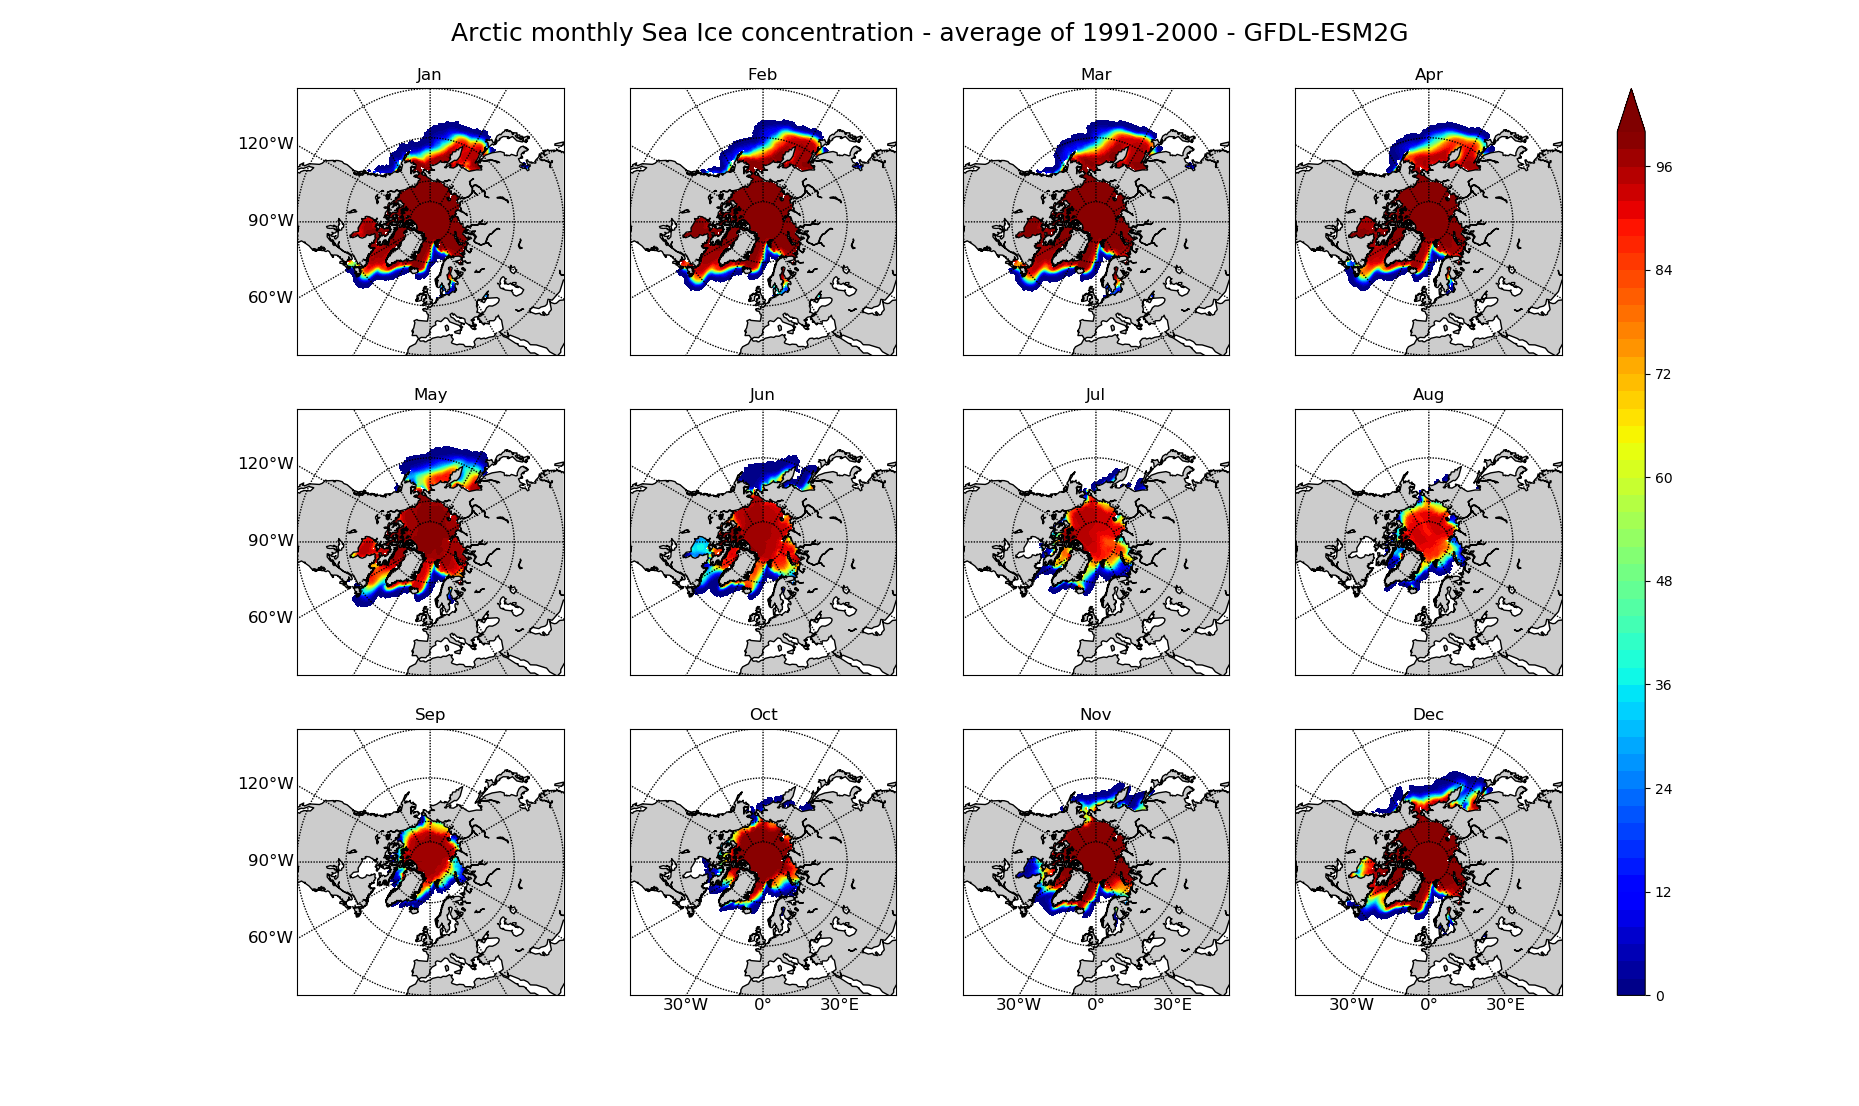 Arctic monthly Sea Ice concentration - average of 1991-2000 - GFDL-ESM2G
Jan
Feb
Mar
Apr
120°W
90°W
60°W
May
Jun
Jul
Aug
120°W
90°W
60°W
Sep
Oct
Nov
Dec
120°W
90°W
60°W
30°W 0° 30°E
30°W 0° 30°E
30°W 0° 30°E
96
84
72
60
48
36
24
12
0